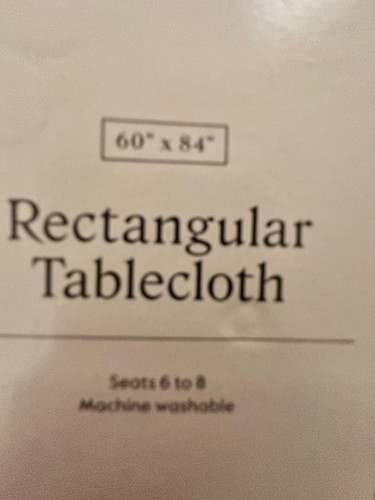 60" x 84"
Rectangular
Tablecloth
Seats 6 to 8
Machine washable